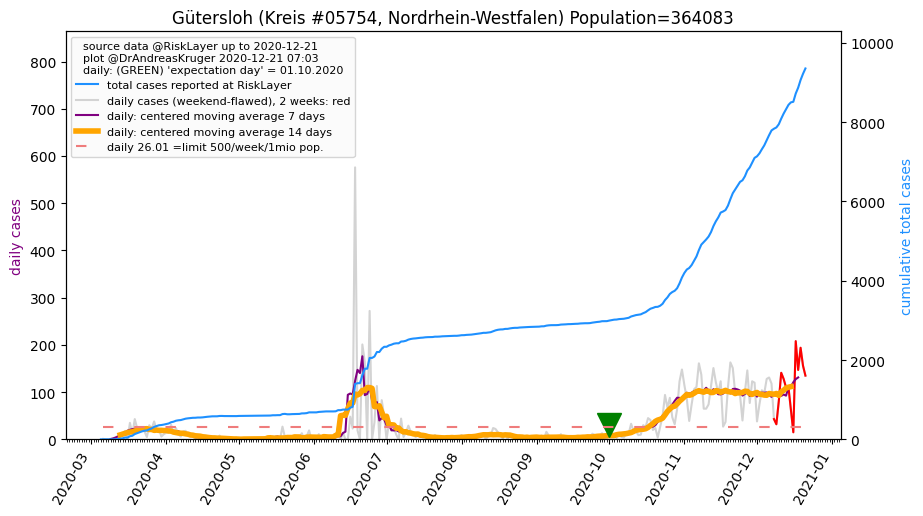 Gütersloh (Kreis #05754, Nordrhein-Westfalen) Population=364083
source data @RiskLayer up to 2020-12-21
plot @DrAndreasKruger 2020-12-21 07:03
daily: (GREEN) 'expectation day' = 01.10.2020
total cases reported at RiskLayer
daily cases (weekend-flawed), 2 weeks: red
daily: centered moving average 7 days
daily: centered moving average 14 days
daily 26.01 =limit 500/week/1mio pop.
daily cases
800
700
600
500
400
300
200
100
0
cumulative total cases
10000
8000
6000
4000
2000
0
2020-03
2020-04
2020-05
2020-06
2020-07
2020-08
2020-09
2020-10
2020-11
2020-12
2021-01